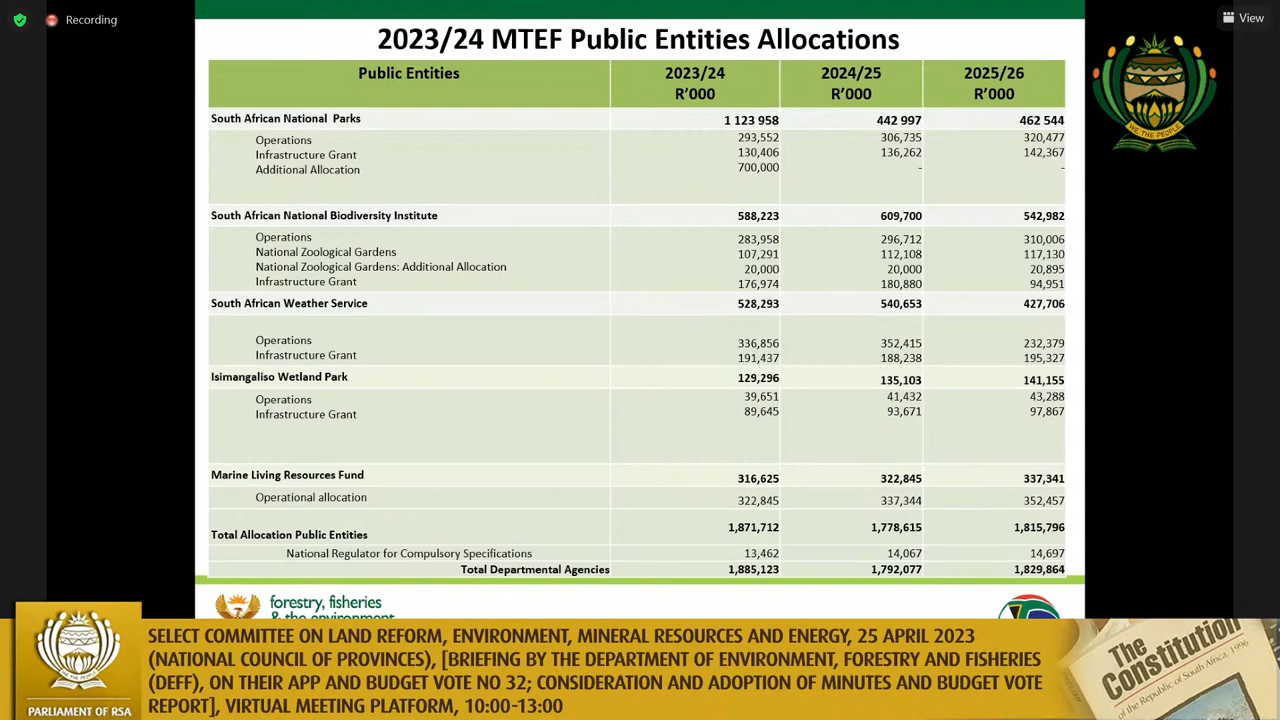 Recording
View
2023/24 MTEF Public Entities Allocations
Public Entities 2023/24 R'000 2024/25 R'000 2025/26 R'000
South African National Parks 1 123 958 442 997 462 544
Operations 293,552 306,735 320,477
Infrastructure Grant 130,406 136,262 142,367
Additional Allocation 700,000 - -
South African National Biodiversity Institute 588,223 609,700 542,982
Operations 283,958 296,712 310,006
National Zoological Gardens 107,291 112,108 117,130
National Zoological Gardens: Additional Allocation 20,000 20,000 20,895
Infrastructure Grant 176,974 180,880 94,951
South African Weather Service 528,293 540,653 427,706
Operations 336,856 352,415 232,379
Infrastructure Grant 191,437 188,238 195,327
Isimangaliso Wetland Park 129,296 135,103 141,155
Operations 39,651 41,432 43,288
Infrastructure Grant 89,645 93,671 97,867
Marine Living Resources Fund 316,625 322,845 337,341
Operational allocation 322,845 337,344 352,457
Total Allocation Public Entities 1,871,712 1,778,615 1,815,796
National Regulator for Compulsory Specifications 13,462 14,067 14,697
Total Departmental Agencies 1,885,123 1,792,077 1,829,864
WE, THE PEOPLE
forestry, fisheries
& the environment
SELECT COMMITTEE ON LAND REFORM, ENVIRONMENT, MINERAL RESOURCES AND ENERGY, 25 APRIL 2023
(NATIONAL COUNCIL OF PROVINCES), [BRIEFING BY THE DEPARTMENT OF ENVIRONMENT, FORESTRY AND FISHERIES
(DEFF), ON THEIR APP AND BUDGET VOTE NO 32; CONSIDERATION AND ADOPTION OF MINUTES AND BUDGET VOTE
REPORT], VIRTUAL MEETING PLATFORM, 10:00-13:00
PARLIAMENT OF RSA
The
Constitution
of the Republic of South Africa, 1996